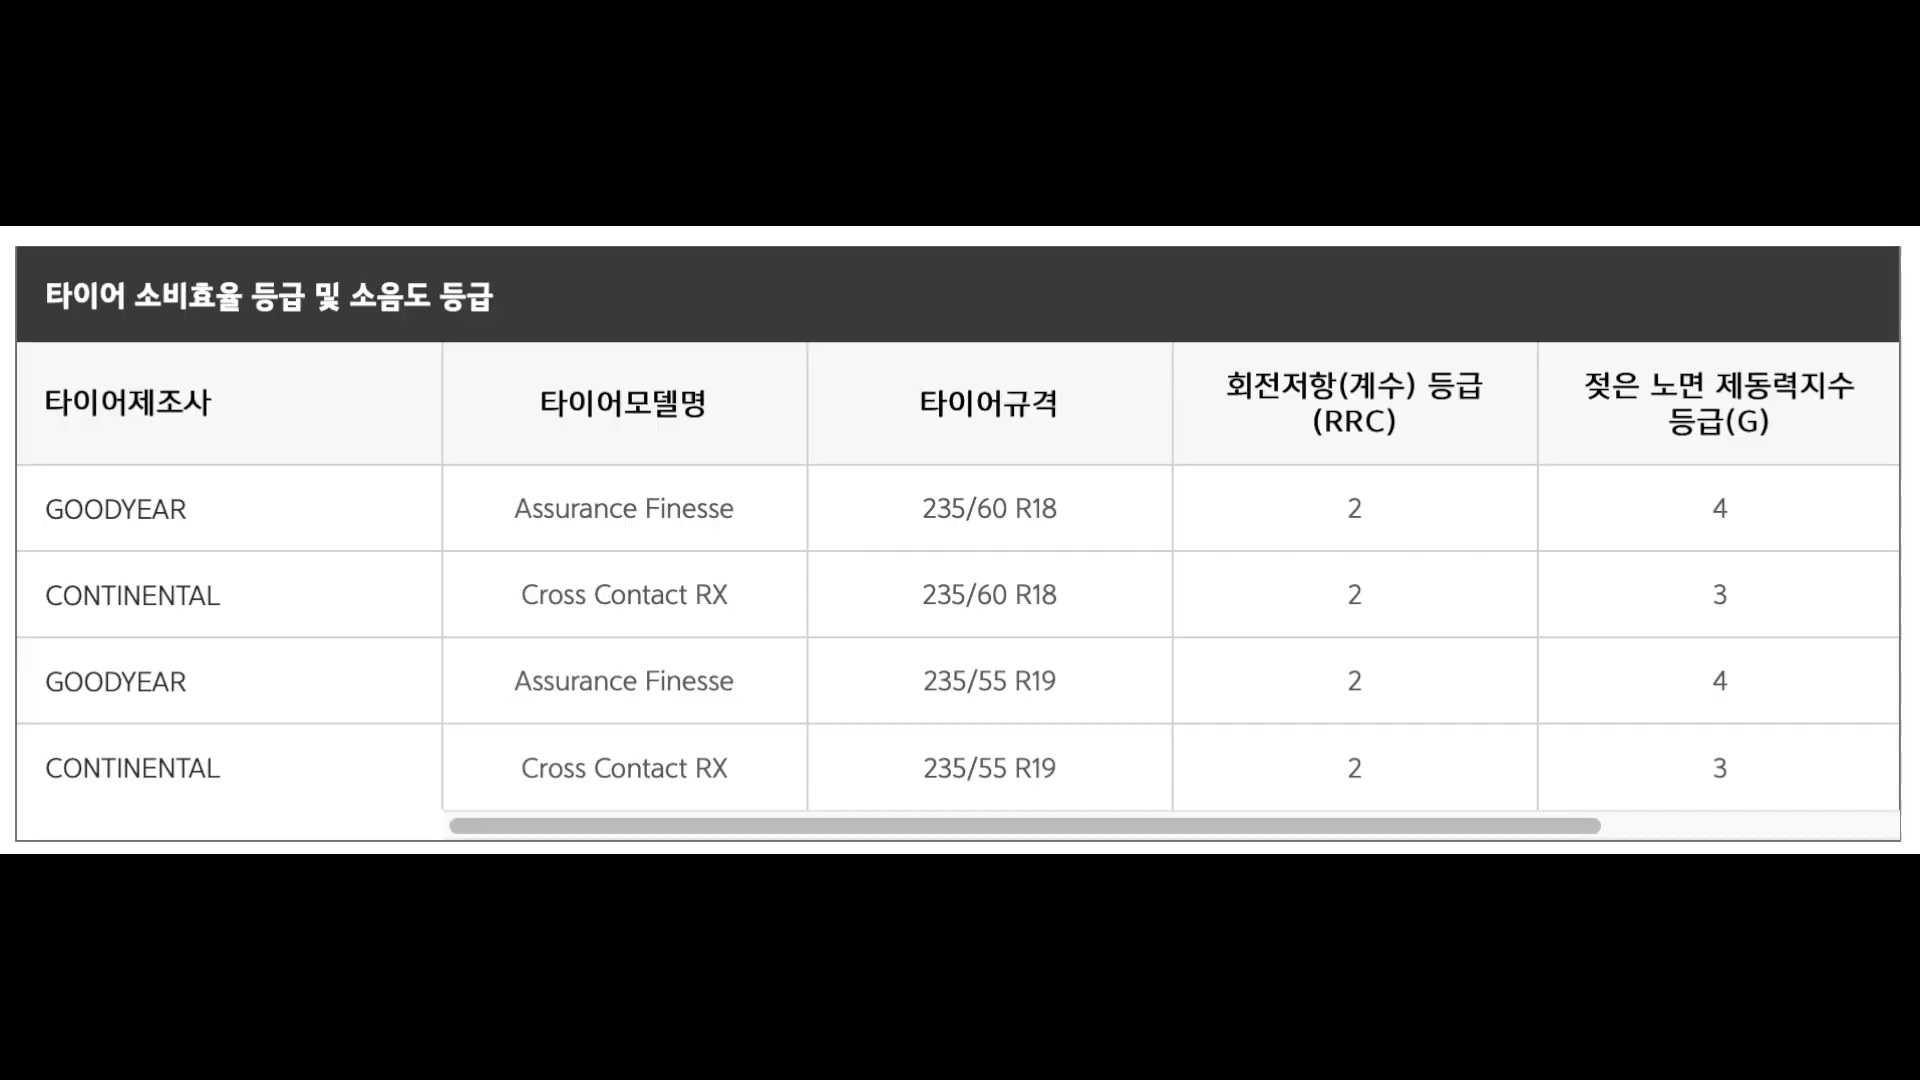 타이어 소비효율 등급 및 소음도 등급
타이어제조사 타이어모델명 타이어규격 회전저항(계수) 등급 (RRC) 젖은 노면 제동력지수 등급(G)
GOODYEAR Assurance Finesse 235/60 R18 2 4
CONTINENTAL Cross Contact RX 235/60 R18 2 3
GOODYEAR Assurance Finesse 235/55 R19 2 4
CONTINENTAL Cross Contact RX 235/55 R19 2 3